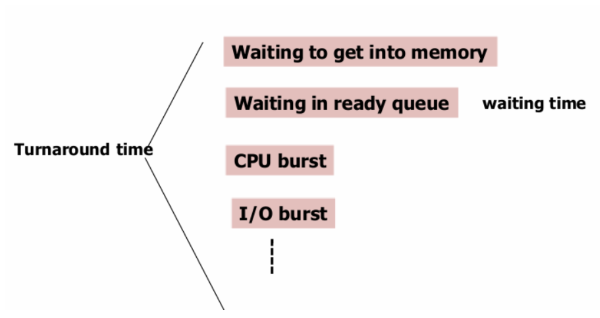 Waiting to get into memory
Waiting in ready queue waiting time
Turnaround time
CPU burst
I/O burst